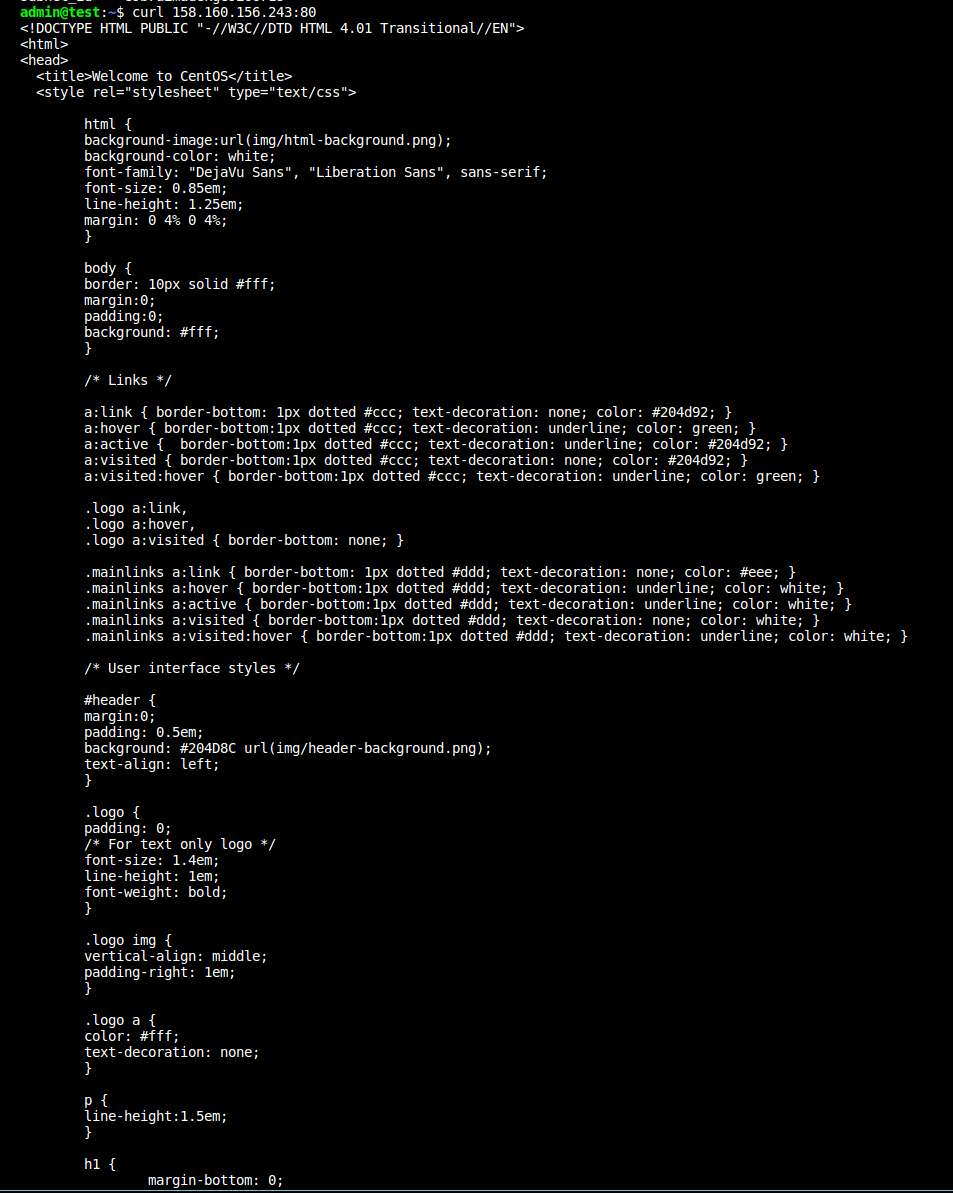 admin@test:~$ curl 158.160.156.243:80
<!DOCTYPE HTML PUBLIC "-//W3C//DTD HTML 4.01 Transitional//EN">
<html>
<head>
  <title>Welcome to CentOS</title>
  <style rel="stylesheet" type="text/css">

        html {
        background-image:url(img/html-background.png);
        background-color: white;
        font-family: "DejaVu Sans", "Liberation Sans", sans-serif;
        font-size: 0.85em;
        line-height: 1.25em;
        margin: 0 4% 0 4%;
        }

        body {
        border: 10px solid #fff;
        margin:0;
        padding:0;
        background: #fff;
        }

        /* Links */

        a:link { border-bottom: 1px dotted #ccc; text-decoration: none; color: #204d92; }
        a:hover { border-bottom:1px dotted #ccc; text-decoration: underline; color: green; }
        a:active {  border-bottom:1px dotted #ccc; text-decoration: underline; color: #204d92; }
        a:visited { border-bottom:1px dotted #ccc; text-decoration: none; color: #204d92; }
        a:visited:hover { border-bottom:1px dotted #ccc; text-decoration: underline; color: green; }

        .logo a:link,
        .logo a:hover,
        .logo a:visited { border-bottom: none; }

        .mainlinks a:link { border-bottom: 1px dotted #ddd; text-decoration: none; color: #eee; }
        .mainlinks a:hover { border-bottom:1px dotted #ddd; text-decoration: underline; color: white; }
        .mainlinks a:active { border-bottom:1px dotted #ddd; text-decoration: underline; color: white; }
        .mainlinks a:visited { border-bottom:1px dotted #ddd; text-decoration: none; color: white; }
        .mainlinks a:visited:hover { border-bottom:1px dotted #ddd; text-decoration: underline; color: white; }

        /* User interface styles */

        #header {
        margin:0;
        padding: 0.5em;
        background: #204D8C url(img/header-background.png);
        text-align: left;
        }

        .logo {
        padding: 0;
        /* For text only logo */
        font-size: 1.4em;
        line-height: 1em;
        font-weight: bold;
        }

        .logo img {
        vertical-align: middle;
        padding-right: 1em;
        }

        .logo a {
        color: #fff;
        text-decoration: none;
        }

        p {
        line-height:1.5em;
        }

        h1 {
                margin-bottom: 0;